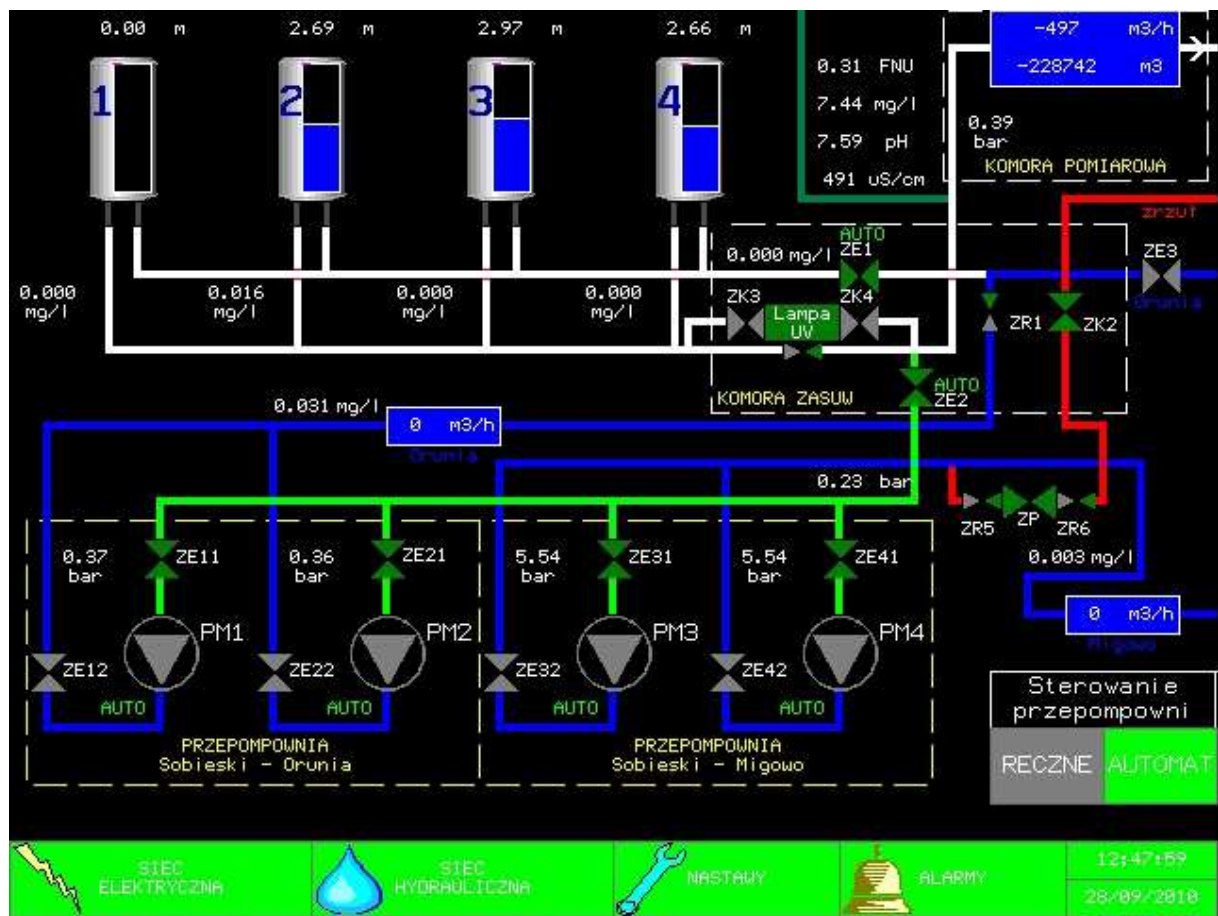 0.00 m 2.69 m 2.97 m 2.66 m
-497 m3/h
-228742 m3
0.31 FNU
7.44 mg/l
7.59 pH
491 uS/cm
0.39
bar
KOMORA POMIAROWA
1 2 3 4
zrzut
AUTO
0.000 mg/l ZE1 ZE3
0.000
mg/l
0.016
mg/l
0.000
mg/l
0.000
mg/l
ZK3 ZK4
Orunia
Lampa
UV
ZR1 ZK2
AUTO
ZE2
KOMORA ZASUW
0.031 mg/l
0 m3/h
Orunia
0.23 bar
ZR5 ZP ZR6
0.37
bar
ZE11
0.36
bar
ZE21
5.54
bar
ZE31
5.54
bar
ZE41
0.003 mg/l
0 m3/h
Migowo
PM1 PM2 PM3 PM4
ZE12 ZE22 ZE32 ZE42
AUTO AUTO AUTO AUTO
PRZEPOMPOWNIA
Sobieski - Orunia
PRZEPOMPOWNIA
Sobieski - Migowo
Sterowanie
przepompowni
RECZNE AUTOMAT
SIEC
ELEKTRYCZNA
SIEC
HYDRAULICZNA
NASTAWY
ALARMY
12:47:59
28/09/2010